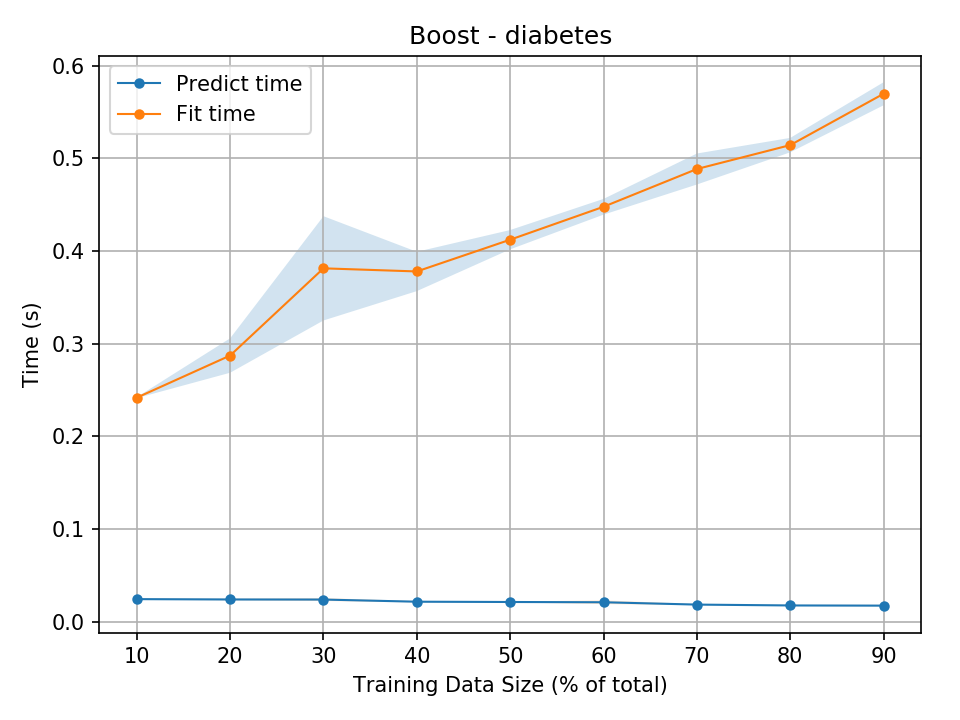 Boost - diabetes
Predict time
Fit time
0.6
0.5
0.4
0.3
0.2
0.1
0.0
Time (s)
10 20 30 40 50 60 70 80 90
Training Data Size (% of total)